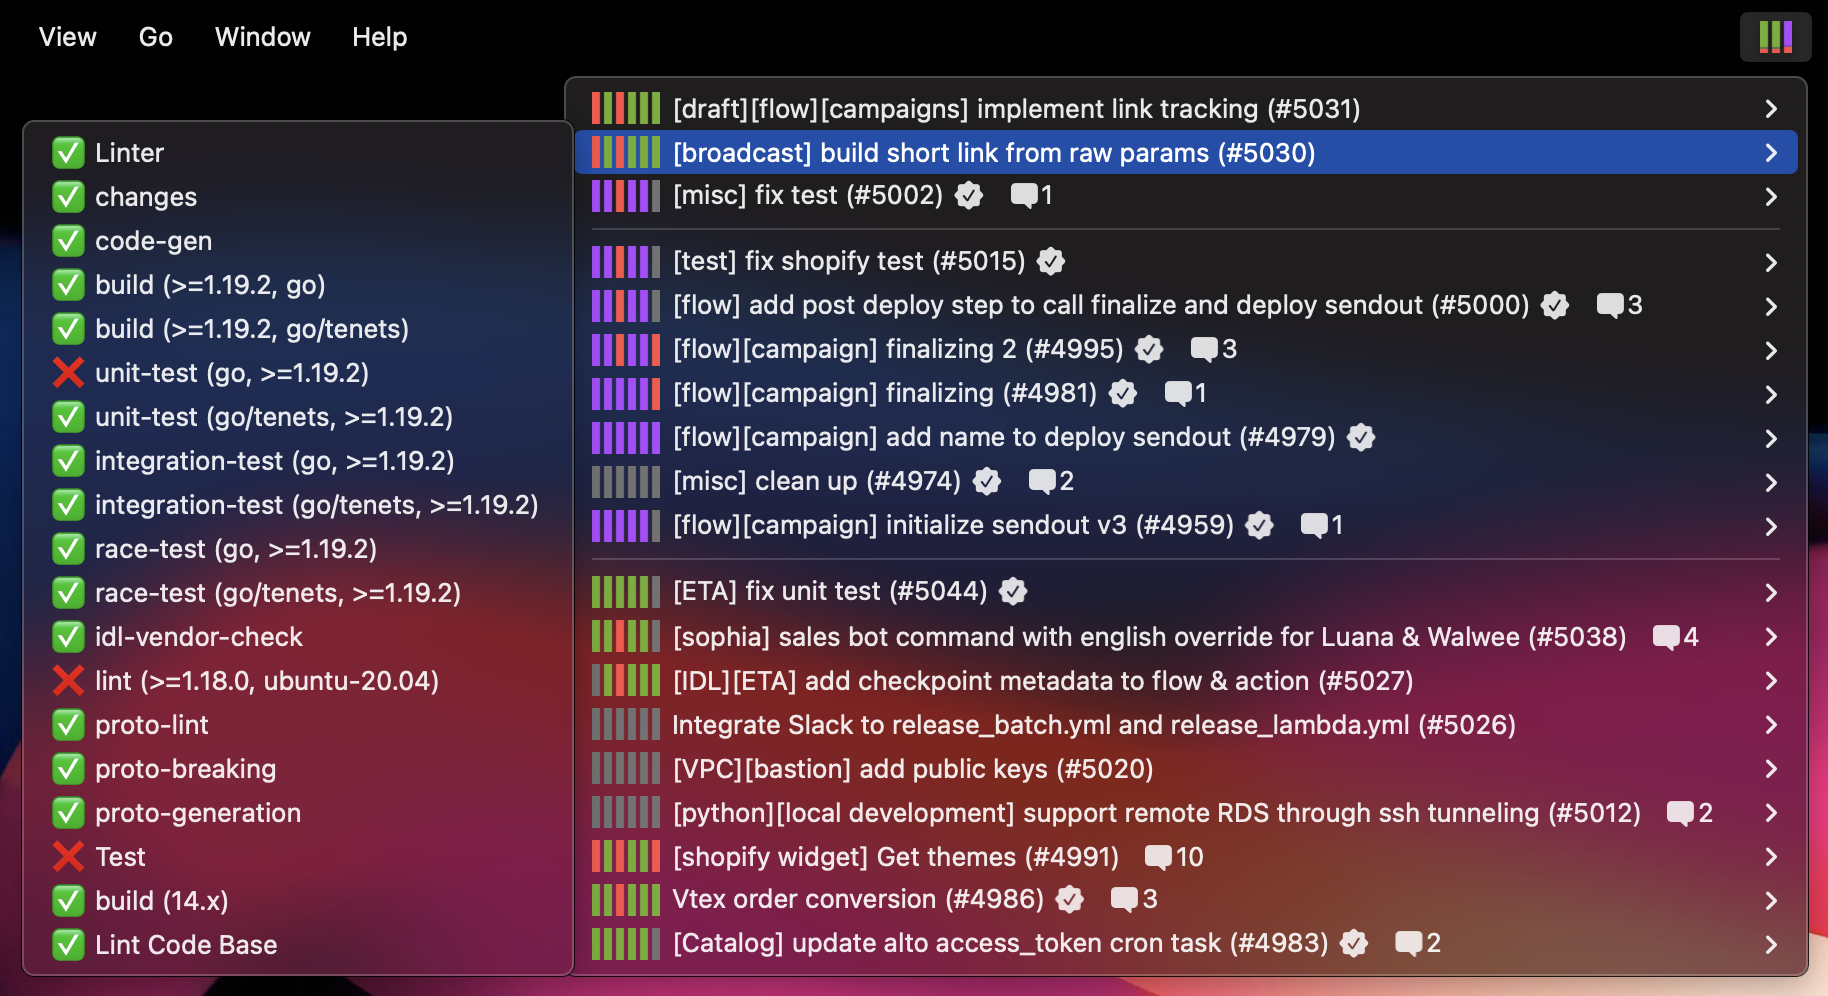 View Go Window Help
[draft][flow][campaigns] implement link tracking (#5031)
[broadcast] build short link from raw params (#5030)
[misc] fix test (#5002) 1
[test] fix shopify test (#5015)
[flow] add post deploy step to call finalize and deploy sendout (#5000) 3
[flow][campaign] finalizing 2 (#4995) 3
[flow][campaign] finalizing (#4981) 1
[flow][campaign] add name to deploy sendout (#4979)
[misc] clean up (#4974) 2
[flow][campaign] initialize sendout v3 (#4959) 1
[ETA] fix unit test (#5044)
[sophia] sales bot command with english override for Luana & Walwee (#5038) 4
[IDL][ETA] add checkpoint metadata to flow & action (#5027)
Integrate Slack to release_batch.yml and release_lambda.yml (#5026)
[VPC][bastion] add public keys (#5020)
[python][local development] support remote RDS through ssh tunneling (#5012) 2
[shopify widget] Get themes (#4991) 10
Vtex order conversion (#4986) 3
[Catalog] update alto access_token cron task (#4983) 2
Linter
changes
code-gen
build (>=1.19.2, go)
build (>=1.19.2, go/tenets)
unit-test (go, >=1.19.2)
unit-test (go/tenets, >=1.19.2)
integration-test (go, >=1.19.2)
integration-test (go/tenets, >=1.19.2)
race-test (go, >=1.19.2)
race-test (go/tenets, >=1.19.2)
idl-vendor-check
lint (>=1.18.0, ubuntu-20.04)
proto-lint
proto-breaking
proto-generation
Test
build (14.x)
Lint Code Base